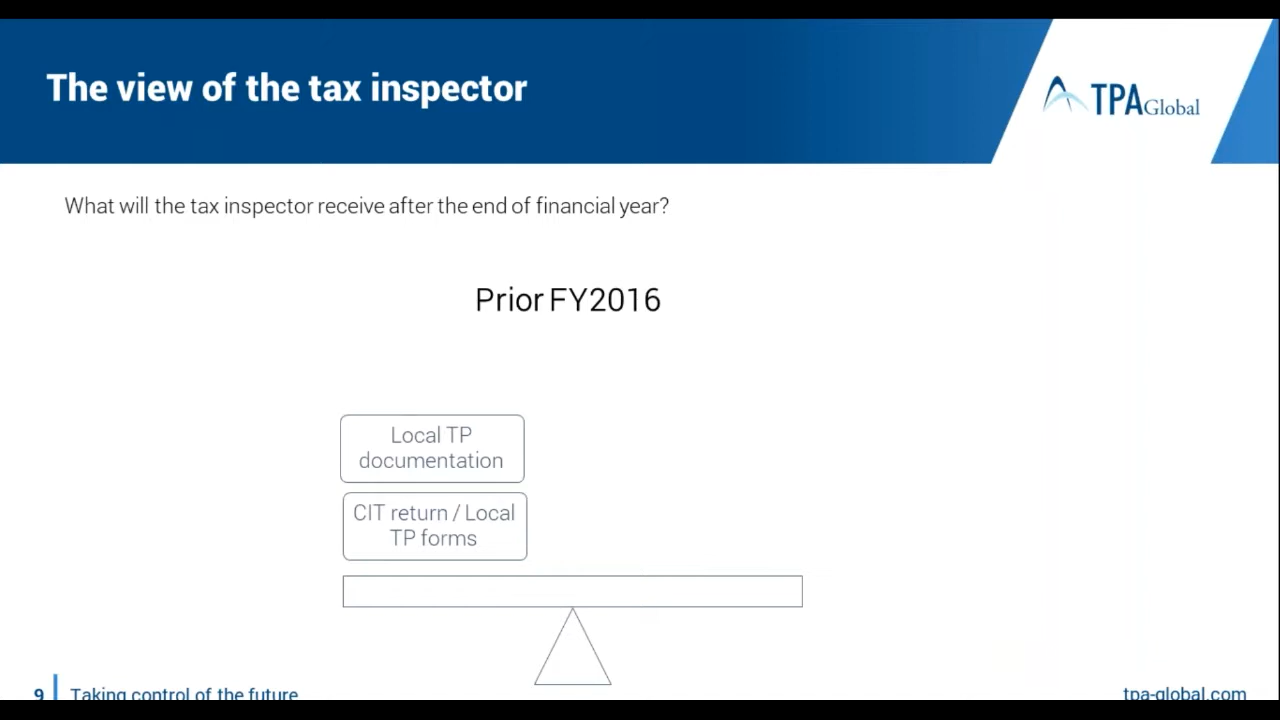 The view of the tax inspector
TPA Global
What will the tax inspector receive after the end of financial year?
Prior FY2016
Local TP
documentation
CIT return / Local
TP forms
9 Taking control of the future
tpa-global.com